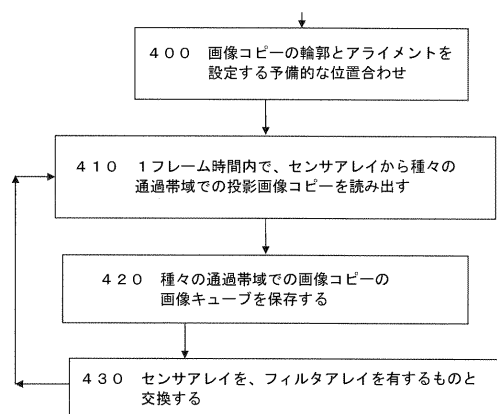 ４００　画像コピーの輪郭とアライメントを
設定する予備的な位置合わせ
４１０　１フレーム時間内で、センサアレイから種々の
通過帯域での投影画像コピーを読み出す
４２０　種々の通過帯域での画像コピーの
画像キューブを保存する
４３０　センサアレイを、フィルタアレイを有するものと
交換する